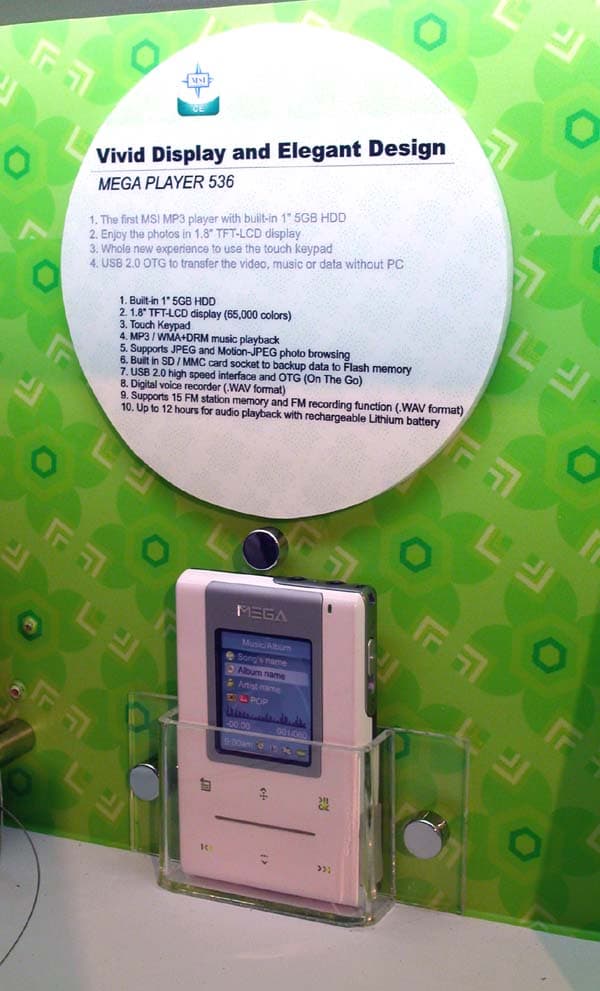 MSI
CE
Vivid Display and Elegant Design
MEGA PLAYER 536
1. The first MSI MP3 player with built-in 1" 5GB HDD
2. Enjoy the photos in 1.8" TFT-LCD display
3. Whole new experience to use the touch keypad
4. USB 2.0 OTG to transfer the video, music or data without PC
1. Built-in 1" 5GB HDD
2. 1.8" TFT-LCD display (65,000 colors)
3. Touch Keypad
4. MP3 / WMA+DRM music playback
5. Supports JPEG and Motion-JPEG photo browsing
6. Built in SD / MMC card socket to backup data to Flash memory
7. USB 2.0 high speed interface and OTG (On The Go)
8. Digital voice recorder (.WAV format)
9. Supports 15 FM station memory and FM recording function (.WAV format)
10. Up to 12 hours for audio playback with rechargeable Lithium battery
MEGA
Music/Album
Song's name
Album name
Artist name
POP
-00:00 001/060
5:00am
OK